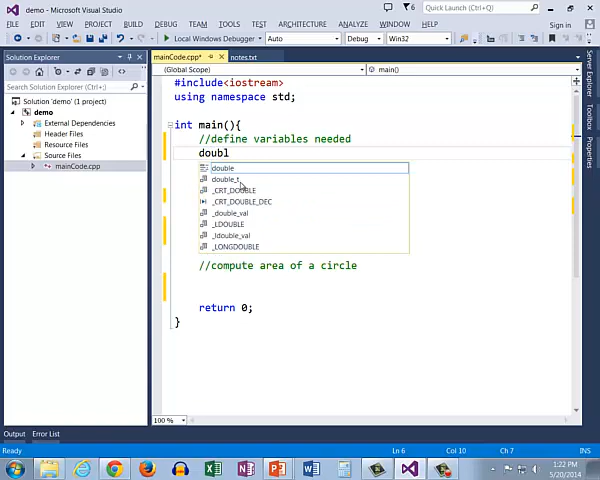 demo - Microsoft Visual Studio
6
Quick Launch (Ctrl+Q)
FILE EDIT VIEW PROJECT BUILD DEBUG TEAM TOOLS TEST ARCHITECTURE ANALYZE WINDOW HELP
Sign in
Local Windows Debugger Auto Debug Win32
Solution Explorer
mainCode.cpp*
notes.txt
Search Solution Explorer (Ctrl+;)
(Global Scope)
main()
Solution 'demo' (1 project)
demo
External Dependencies
Header Files
Resource Files
Source Files
mainCode.cpp
#include<iostream>
using namespace std;
int main(){
//define variables needed
doubl
double
double_t
_CRT_DOUBLE
_CRT_DOUBLE_DEC
_double_val
_LDOUBLE
_ldouble_val
_LONGDOUBLE
//compute area of a circle
return 0;
}
Server Explorer
Toolbox
Properties
100 %
Output Error List
Ready
Ln 6
Col 10
Ch 7
INS
1:22 PM
5/20/2014